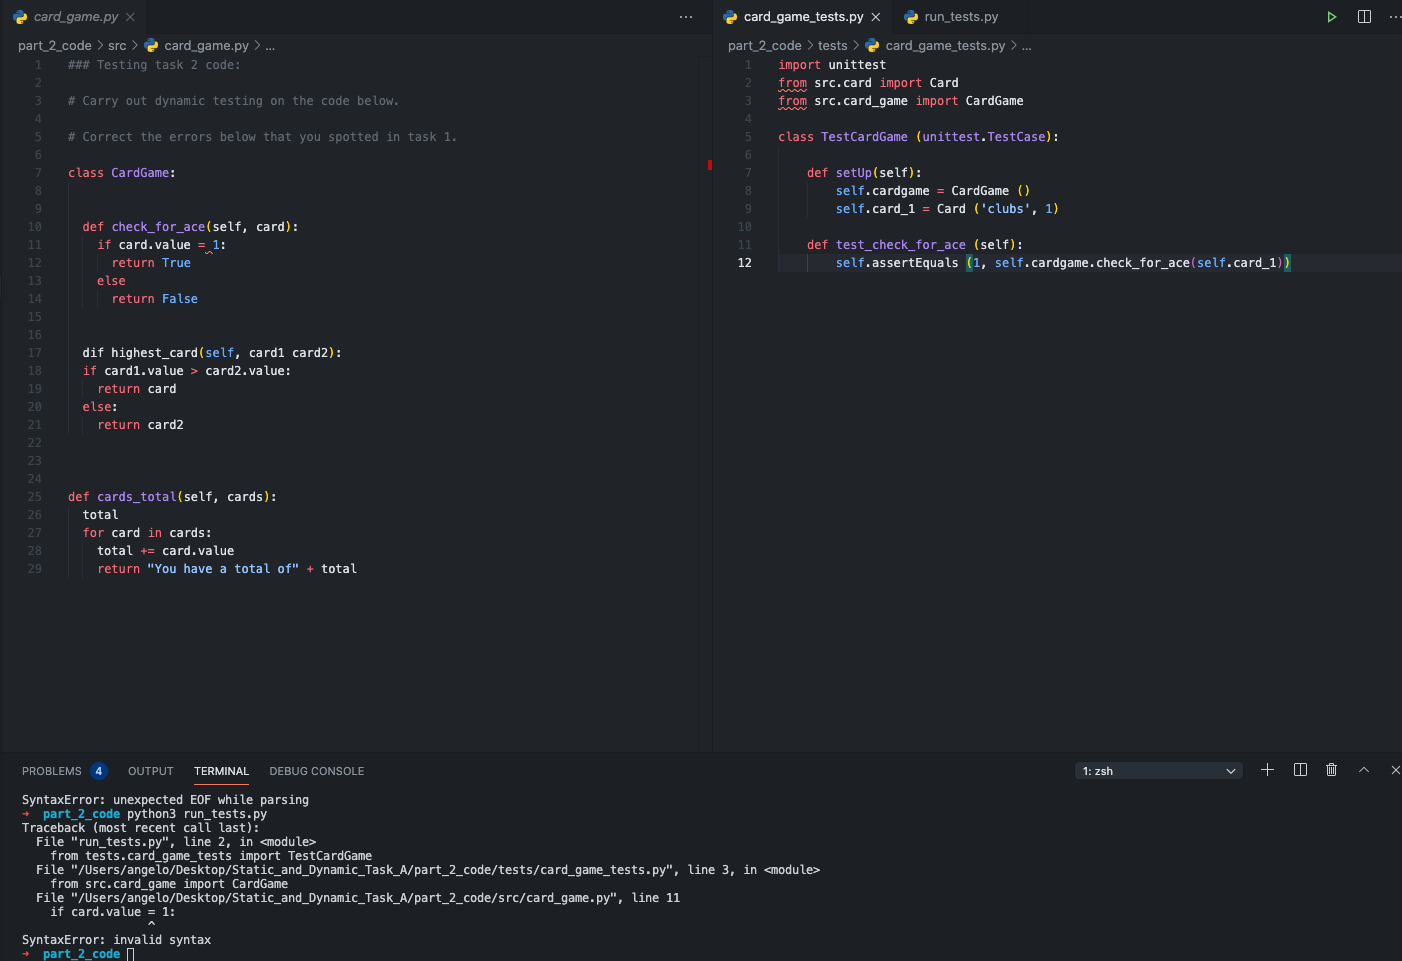 card_game.py
part_2_code > src > card_game.py > ...
1 ### Testing task 2 code:
2
3 # Carry out dynamic testing on the code below.
4
5 # Correct the errors below that you spotted in task 1.
6
7 class CardGame:
8
9
10   def check_for_ace(self, card):
11     if card.value = 1:
12       return True
13     else
14       return False
15
16
17   dif highest_card(self, card1 card2):
18   if card1.value > card2.value:
19     return card
20   else:
21     return card2
22
23
24
25 def cards_total(self, cards):
26   total
27   for card in cards:
28     total += card.value
29     return "You have a total of" + total
card_game_tests.py run_tests.py
part_2_code > tests > card_game_tests.py > ...
1 import unittest
2 from src.card import Card
3 from src.card_game import CardGame
4
5 class TestCardGame (unittest.TestCase):
6
7     def setUp(self):
8         self.cardgame = CardGame ()
9         self.card_1 = Card ('clubs', 1)
10
11     def test_check_for_ace (self):
12         self.assertEquals (1, self.cardgame.check_for_ace(self.card_1))
PROBLEMS 4 OUTPUT TERMINAL DEBUG CONSOLE 1: zsh
SyntaxError: unexpected EOF while parsing
→ part_2_code python3 run_tests.py
Traceback (most recent call last):
  File "run_tests.py", line 2, in <module>
    from tests.card_game_tests import TestCardGame
  File "/Users/angelo/Desktop/Static_and_Dynamic_Task_A/part_2_code/tests/card_game_tests.py", line 3, in <module>
    from src.card_game import CardGame
  File "/Users/angelo/Desktop/Static_and_Dynamic_Task_A/part_2_code/src/card_game.py", line 11
    if card.value = 1:
                  ^
SyntaxError: invalid syntax
→ part_2_code